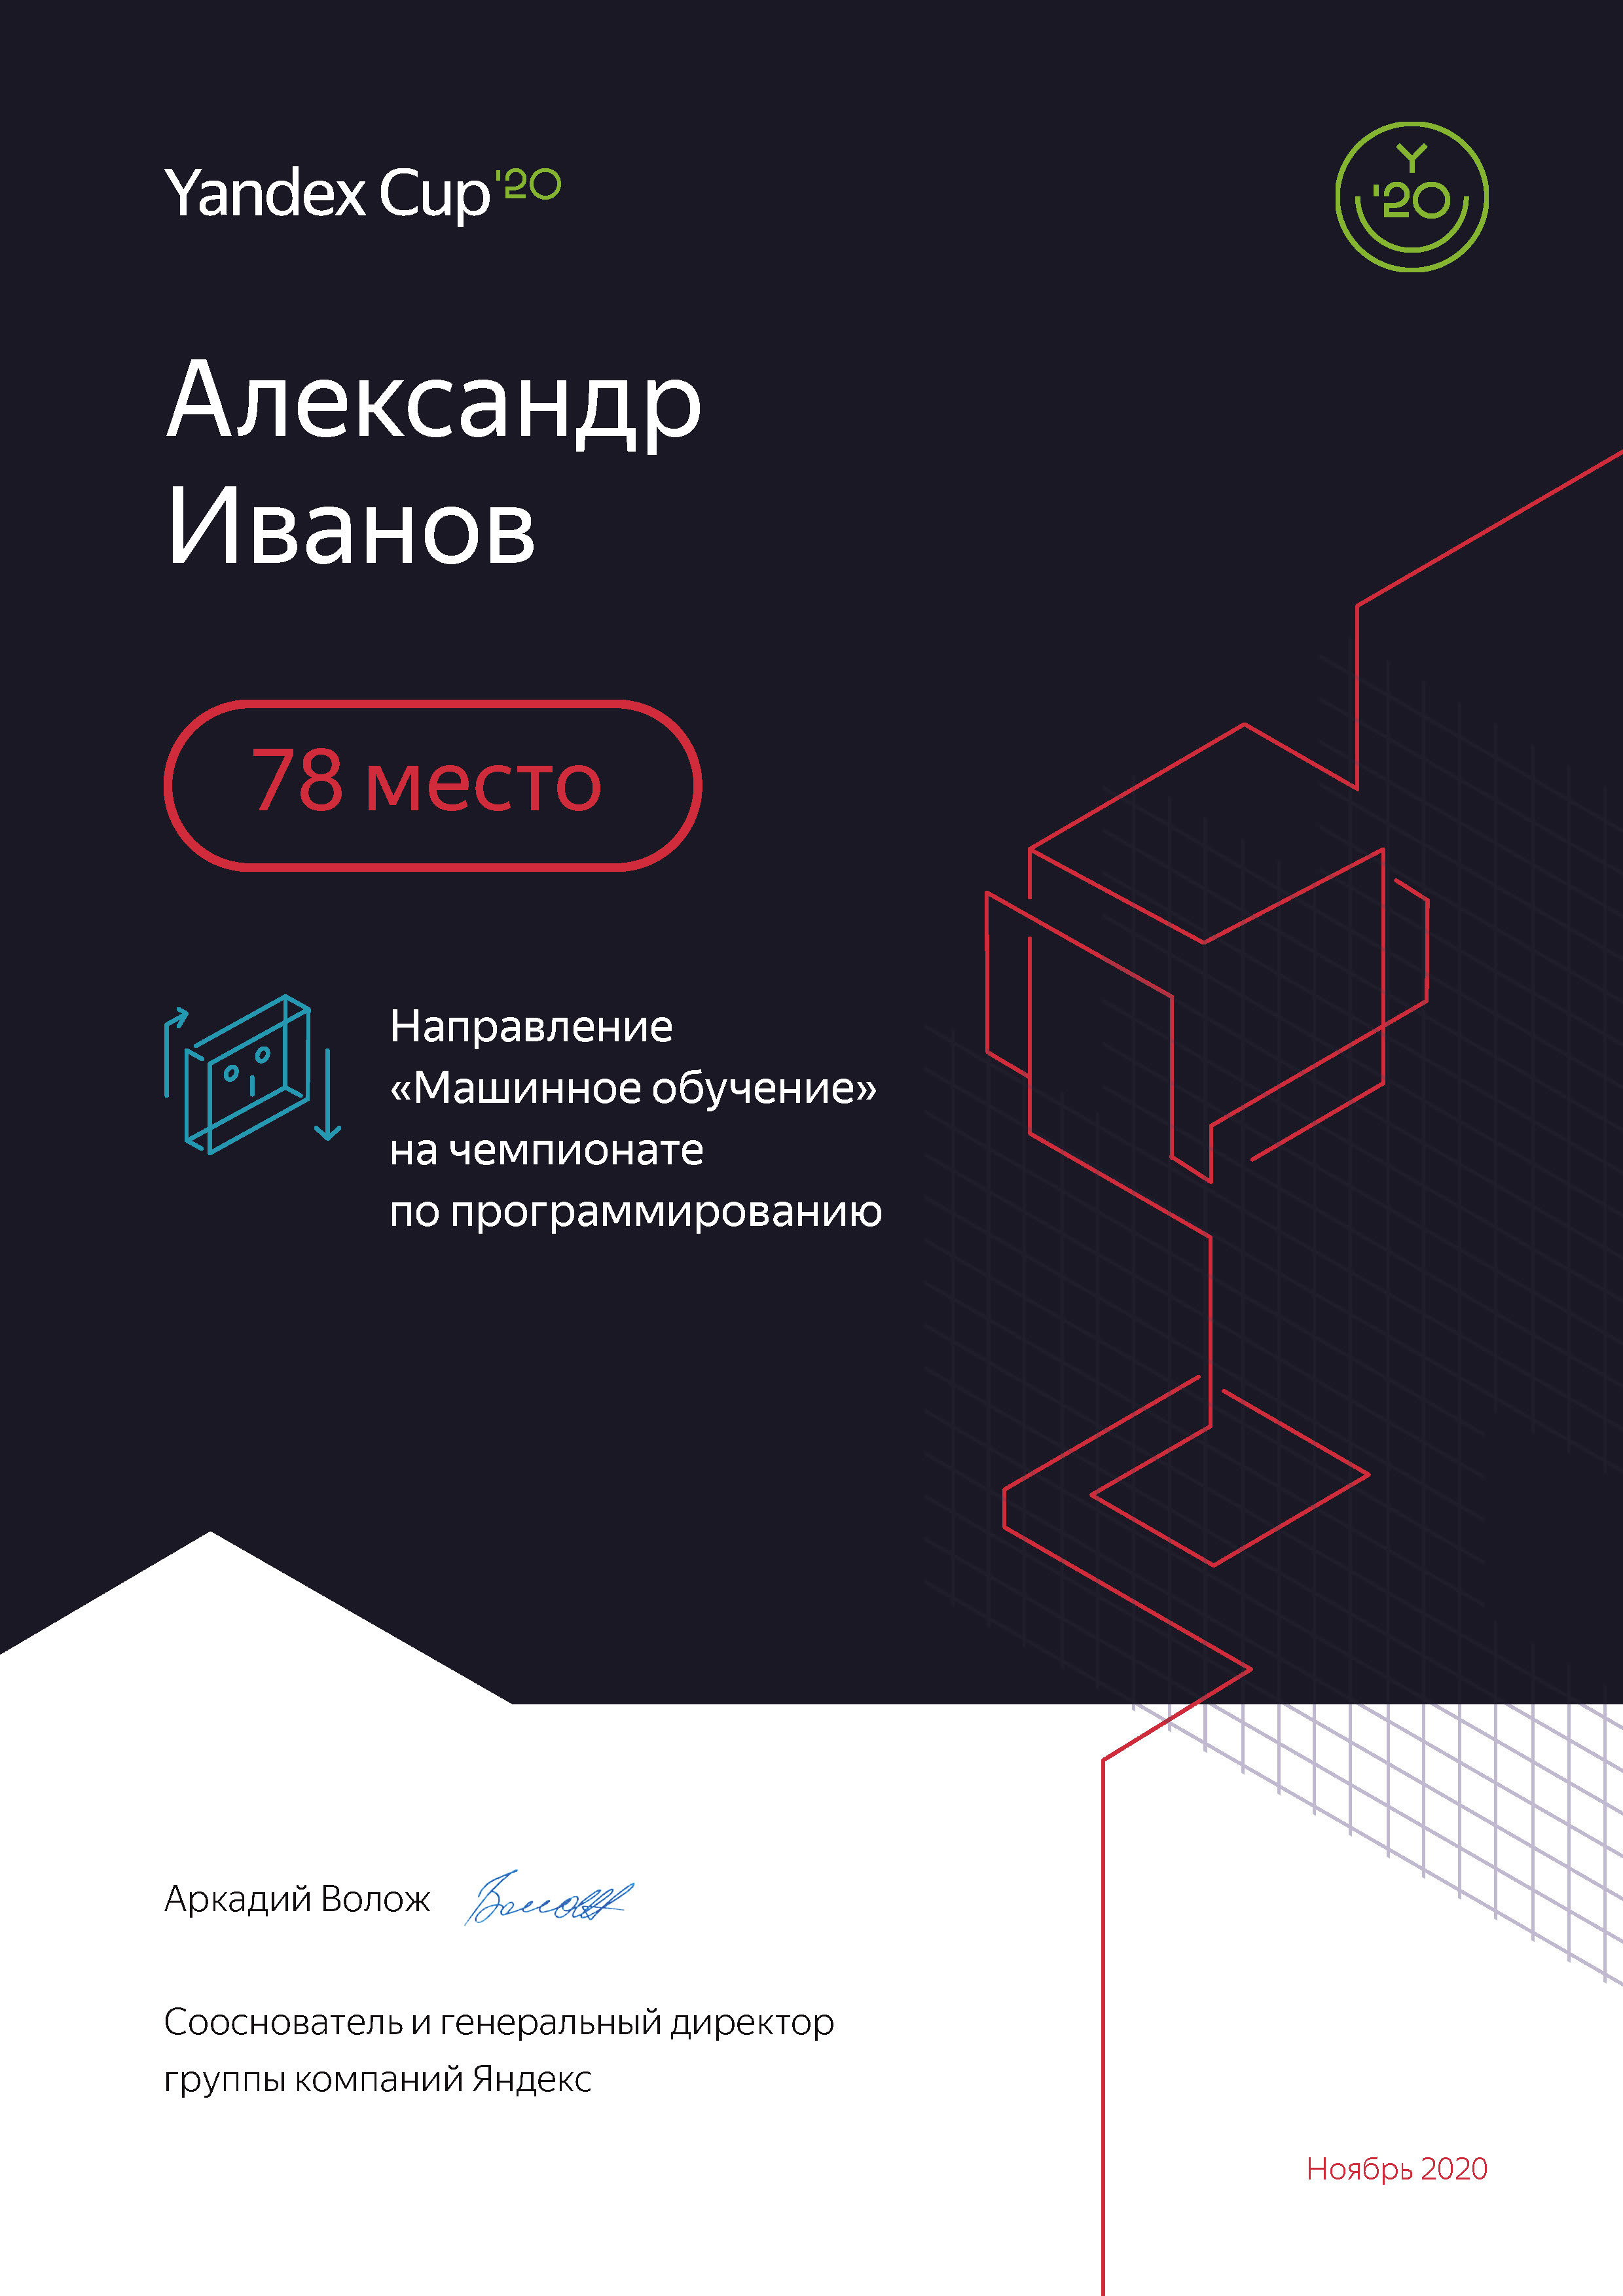 Yandex Cup '20
Y
'20
Александр
Иванов
78 место
Направление
«Машинное обучение»
на чемпионате
по программированию
Аркадий Волож
Сооснователь и генеральный директор
группы компаний Яндекс
Ноябрь 2020